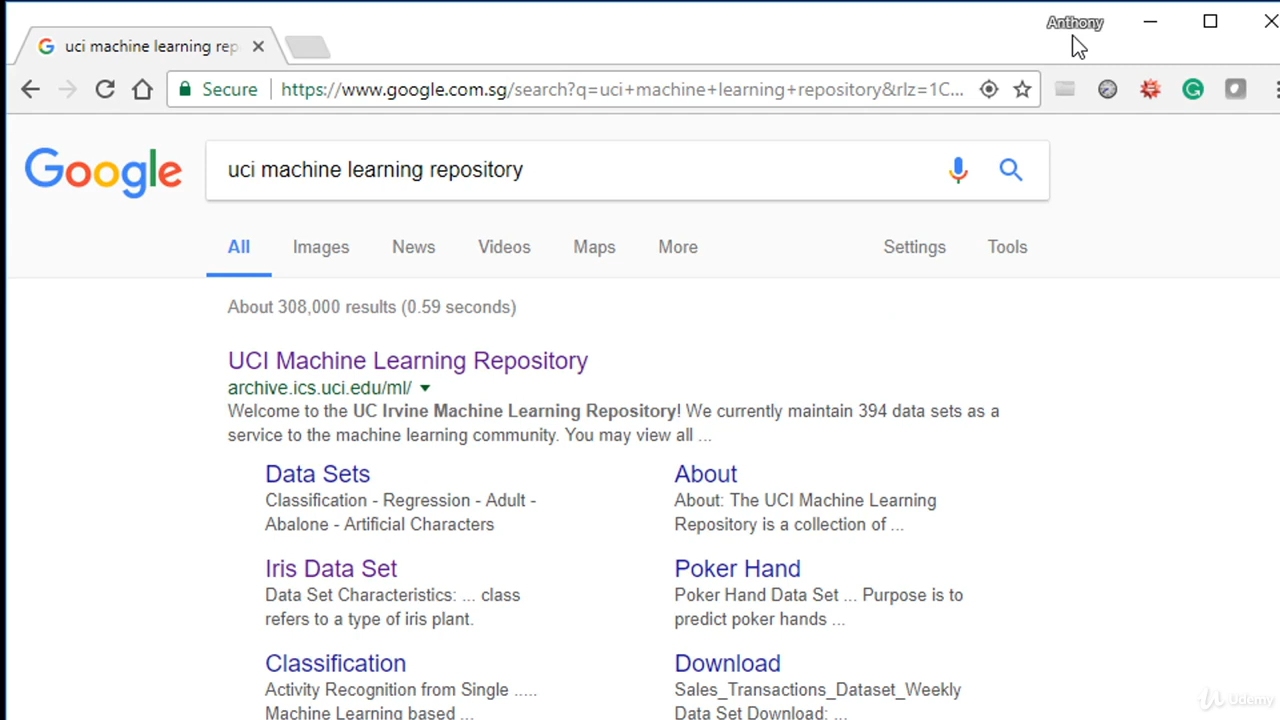 Anthony
uci machine learning rep
Secure https://www.google.com.sg/search?q=uci+machine+learning+repository&rlz=1C...
Google
uci machine learning repository
All Images News Videos Maps More Settings Tools
About 308,000 results (0.59 seconds)
UCI Machine Learning Repository
archive.ics.uci.edu/ml/
Welcome to the UC Irvine Machine Learning Repository! We currently maintain 394 data sets as a
service to the machine learning community. You may view all ...
Data Sets
Classification - Regression - Adult -
Abalone - Artificial Characters
About
About: The UCI Machine Learning
Repository is a collection of ...
Iris Data Set
Data Set Characteristics: ... class
refers to a type of iris plant.
Poker Hand
Poker Hand Data Set ... Purpose is to
predict poker hands ...
Classification
Activity Recognition from Single .....
Machine Learning based ...
Download
Sales_Transactions_Dataset_Weekly
Data Set Download: ...
Udemy